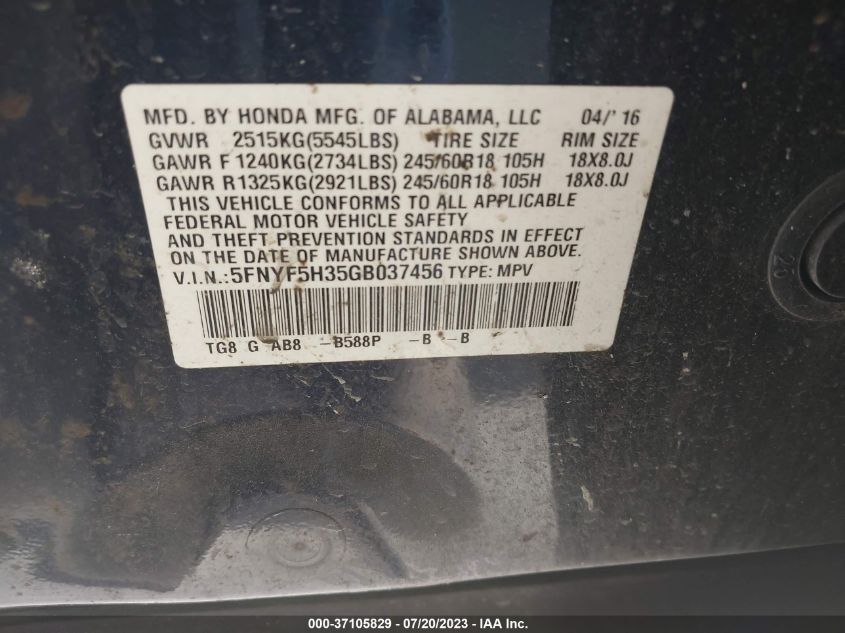 MFD. BY HONDA MFG. OF ALABAMA, LLC 04/'16
GVWR 2515KG(5545LBS) TIRE SIZE RIM SIZE
GAWR F 1240KG(2734LBS) 245/60R18 105H 18X8.0J
GAWR R1325KG(2921LBS) 245/60R18 105H 18X8.0J
THIS VEHICLE CONFORMS TO ALL APPLICABLE
FEDERAL MOTOR VEHICLE SAFETY
AND THEFT PREVENTION STANDARDS IN EFFECT
ON THE DATE OF MANUFACTURE SHOWN ABOVE.
V.I.N.:5FNYF5H35GB037456 TYPE: MPV
TG8 G AB8 -B588P -B -B
20
000-37105829 - 07/20/2023 - IAAI.com